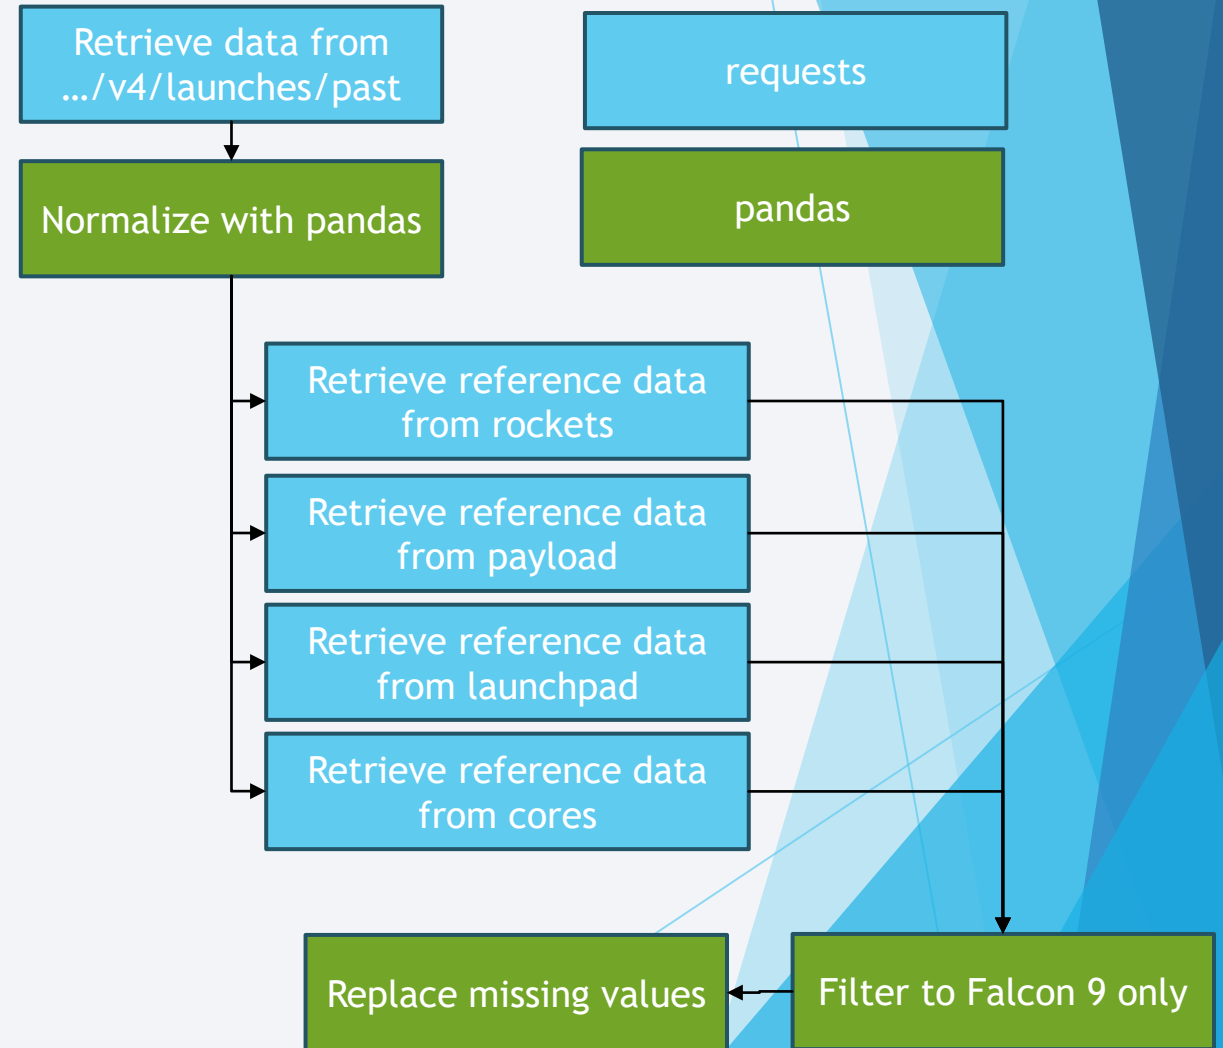 Retrieve data from
…/v4/launches/past
requests
Normalize with pandas
pandas
Retrieve reference data
from rockets
Retrieve reference data
from payload
Retrieve reference data
from launchpad
Retrieve reference data
from cores
Replace missing values
Filter to Falcon 9 only